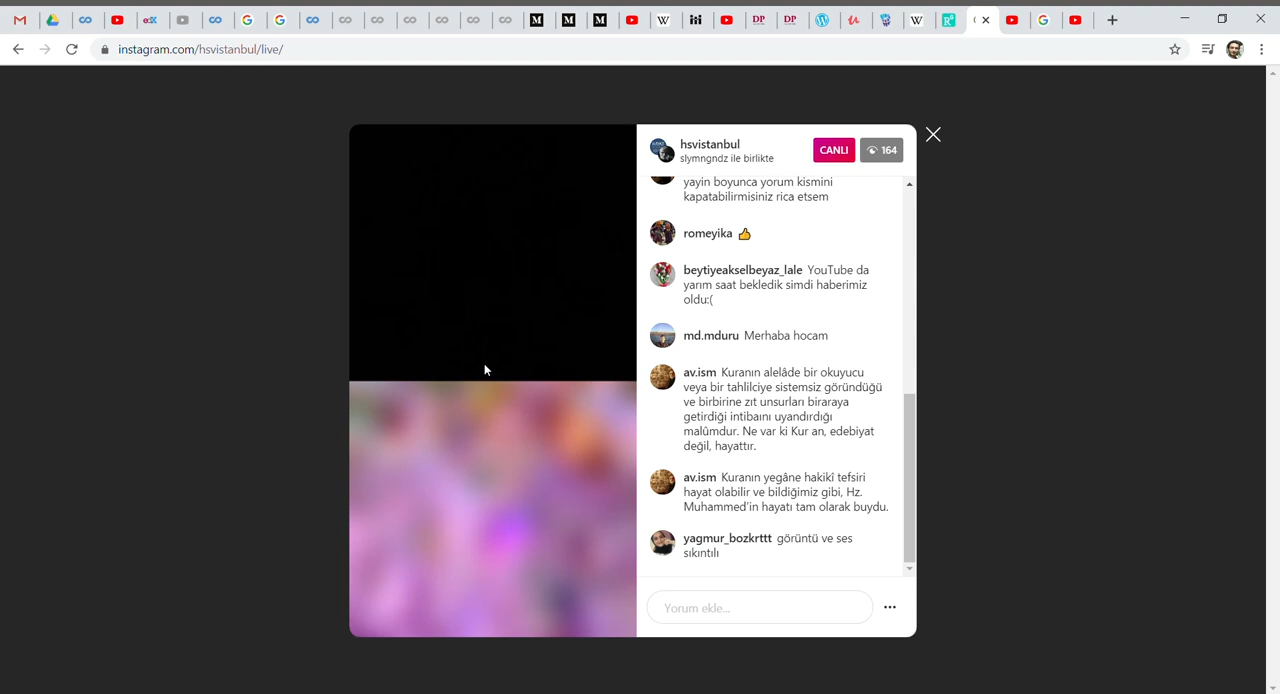 instagram.com/hsvistanbul/live/
hsvistanbul
slymngndz ile birlikte
CANLI
164
yayin boyunca yorum kismini
kapatabilirmisiniz rica etsem
romeyika 👍
beytiyeakselbeyaz_lale YouTube da
yarım saat bekledik simdi haberimiz
oldu:(
md.mduru Merhaba hocam
av.ism Kuranın alelâde bir okuyucu
veya bir tahlilciye sistemsiz göründüğü
ve birbirine zıt unsurları biraraya
getirdiği intibaını uyandırdığı
malûmdur. Ne var ki Kur an, edebiyat
değil, hayattır.
av.ism Kuranın yegâne hakikî tefsiri
hayat olabilir ve bildiğimiz gibi, Hz.
Muhammed'in hayatı tam olarak buydu.
yagmur_bozkrttt görüntü ve ses
sıkıntılı
Yorum ekle...